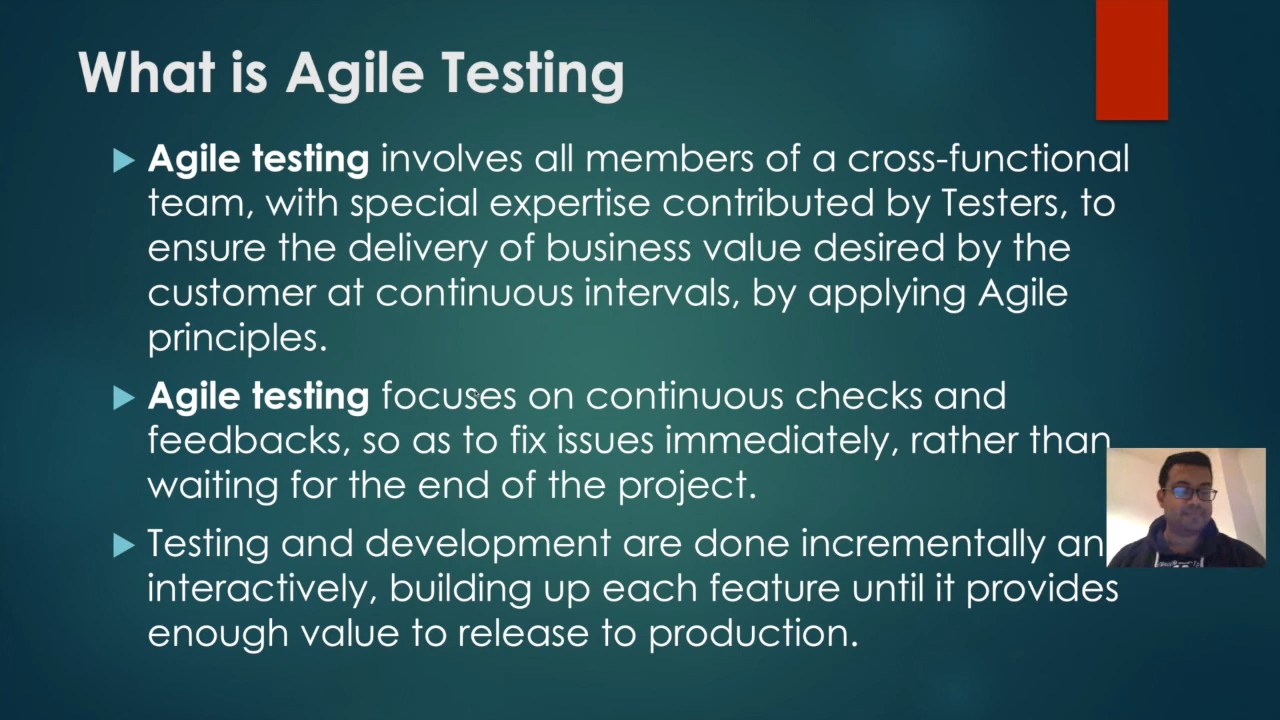 What is Agile Testing
Agile testing involves all members of a cross-functional
team, with special expertise contributed by Testers, to
ensure the delivery of business value desired by the
customer at continuous intervals, by applying Agile
principles.
Agile testing focuses on continuous checks and
feedbacks, so as to fix issues immediately, rather than
waiting for the end of the project.
Testing and development are done incrementally an
interactively, building up each feature until it provides
enough value to release to production.